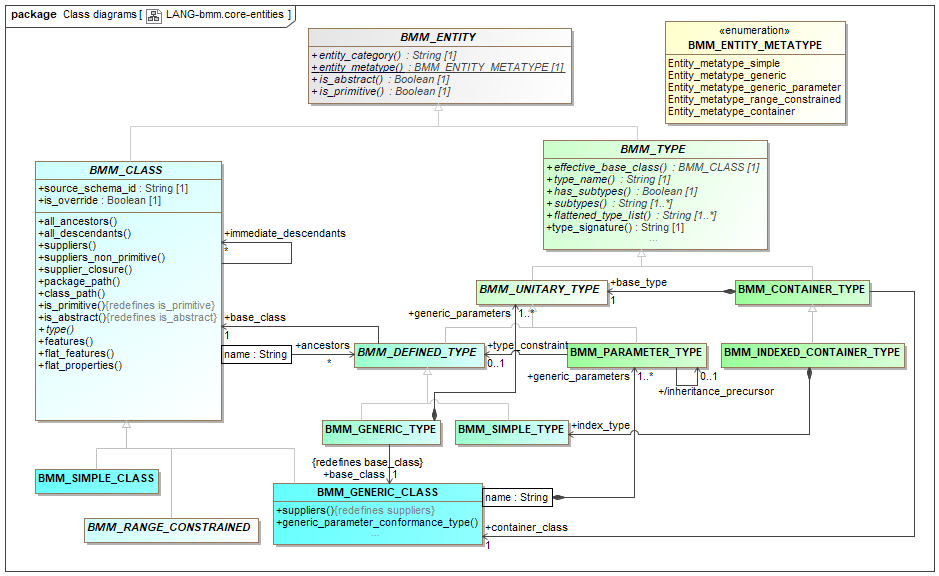 package Class diagrams [ LANG-bmm.core-entities ]
BMM_ENTITY
+entity_category() : String [1]
+entity_metatype() : BMM_ENTITY_METATYPE [1]
+is_abstract() : Boolean [1]
+is_primitive() : Boolean [1]
«enumeration»
BMM_ENTITY_METATYPE
Entity_metatype_simple
Entity_metatype_generic
Entity_metatype_generic_parameter
Entity_metatype_range_constrained
Entity_metatype_container
BMM_CLASS
+source_schema_id : String [1]
+is_override : Boolean [1]
+all_ancestors()
+all_descendants()
+suppliers()
+suppliers_non_primitive()
+supplier_closure()
+package_path()
+class_path()
+is_primitive(){redefines is_primitive}
+is_abstract(){redefines is_abstract}
+type()
+features()
+flat_features()
+flat_properties()
BMM_TYPE
+effective_base_class() : BMM_CLASS [1]
+type_name() : String [1]
+has_subtypes() : Boolean [1]
+subtypes() : String [1..*]
+flattened_type_list() : String [1..*]
+type_signature() : String [1]
...
+immediate_descendants
*
BMM_UNITARY_TYPE
+base_type
1
BMM_CONTAINER_TYPE
+generic_parameters
1..*
+base_class
1
name : String
+ancestors
*
BMM_DEFINED_TYPE
+type_constraint
0..1
BMM_PARAMETER_TYPE
BMM_INDEXED_CONTAINER_TYPE
+generic_parameters
1..*
0..1
+/inheritance_precursor
BMM_GENERIC_TYPE
BMM_SIMPLE_TYPE
+index_type
{redefines base_class}
+base_class
1
BMM_SIMPLE_CLASS
BMM_GENERIC_CLASS
+suppliers(){redefines suppliers}
+generic_parameter_conformance_type()
...
name : String
BMM_RANGE_CONSTRAINED
+container_class
1